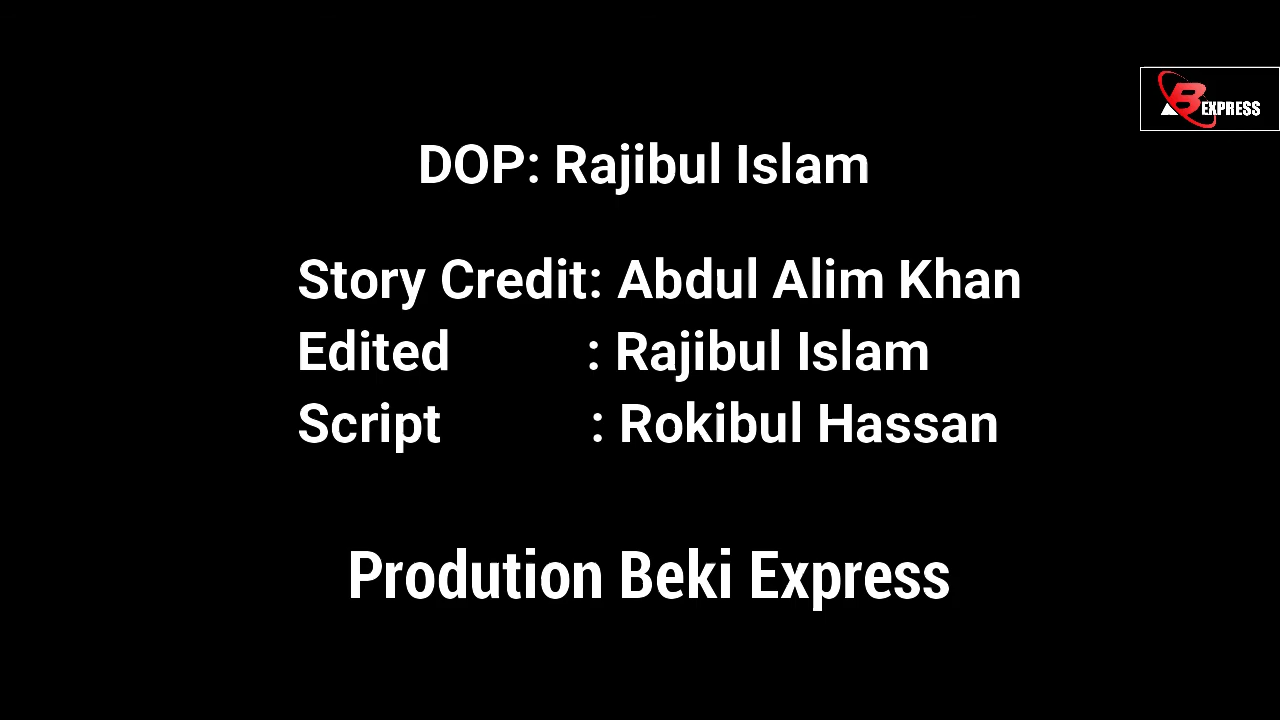 B EXPRESS
DOP: Rajibul Islam
Story Credit: Abdul Alim Khan
Edited : Rajibul Islam
Script : Rokibul Hassan
Prodution Beki Express